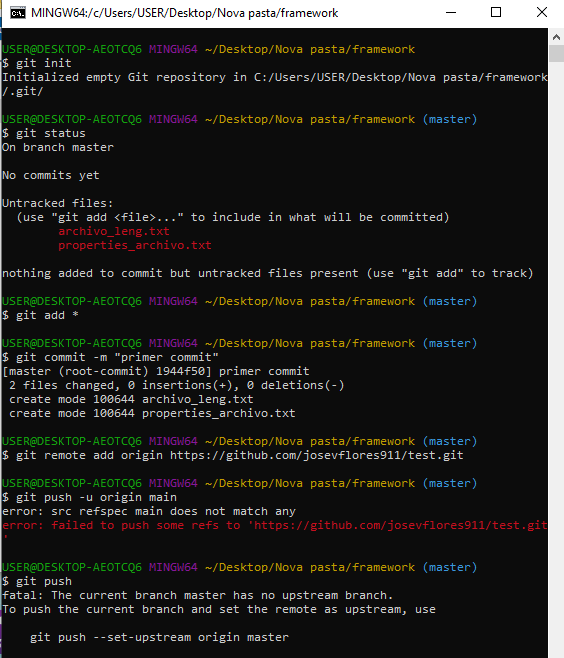 MINGW64:/c/Users/USER/Desktop/Nova pasta/framework
USER@DESKTOP-AEOTCQ6 MINGW64 ~/Desktop/Nova pasta/framework
$ git init
Initialized empty Git repository in C:/Users/USER/Desktop/Nova pasta/framework
/.git/
USER@DESKTOP-AEOTCQ6 MINGW64 ~/Desktop/Nova pasta/framework (master)
$ git status
On branch master
No commits yet
Untracked files:
(use "git add <file>..." to include in what will be committed)
archivo_leng.txt
properties_archivo.txt
nothing added to commit but untracked files present (use "git add" to track)
USER@DESKTOP-AEOTCQ6 MINGW64 ~/Desktop/Nova pasta/framework (master)
$ git add *
USER@DESKTOP-AEOTCQ6 MINGW64 ~/Desktop/Nova pasta/framework (master)
$ git commit -m "primer commit"
[master (root-commit) 1944f50] primer commit
2 files changed, 0 insertions(+), 0 deletions(-)
create mode 100644 archivo_leng.txt
create mode 100644 properties_archivo.txt
USER@DESKTOP-AEOTCQ6 MINGW64 ~/Desktop/Nova pasta/framework (master)
$ git remote add origin https://github.com/josevflores911/test.git
USER@DESKTOP-AEOTCQ6 MINGW64 ~/Desktop/Nova pasta/framework (master)
$ git push -u origin main
error: src refspec main does not match any
error: failed to push some refs to 'https://github.com/josevflores911/test.git
'
USER@DESKTOP-AEOTCQ6 MINGW64 ~/Desktop/Nova pasta/framework (master)
$ git push
fatal: The current branch master has no upstream branch.
To push the current branch and set the remote as upstream, use
git push --set-upstream origin master